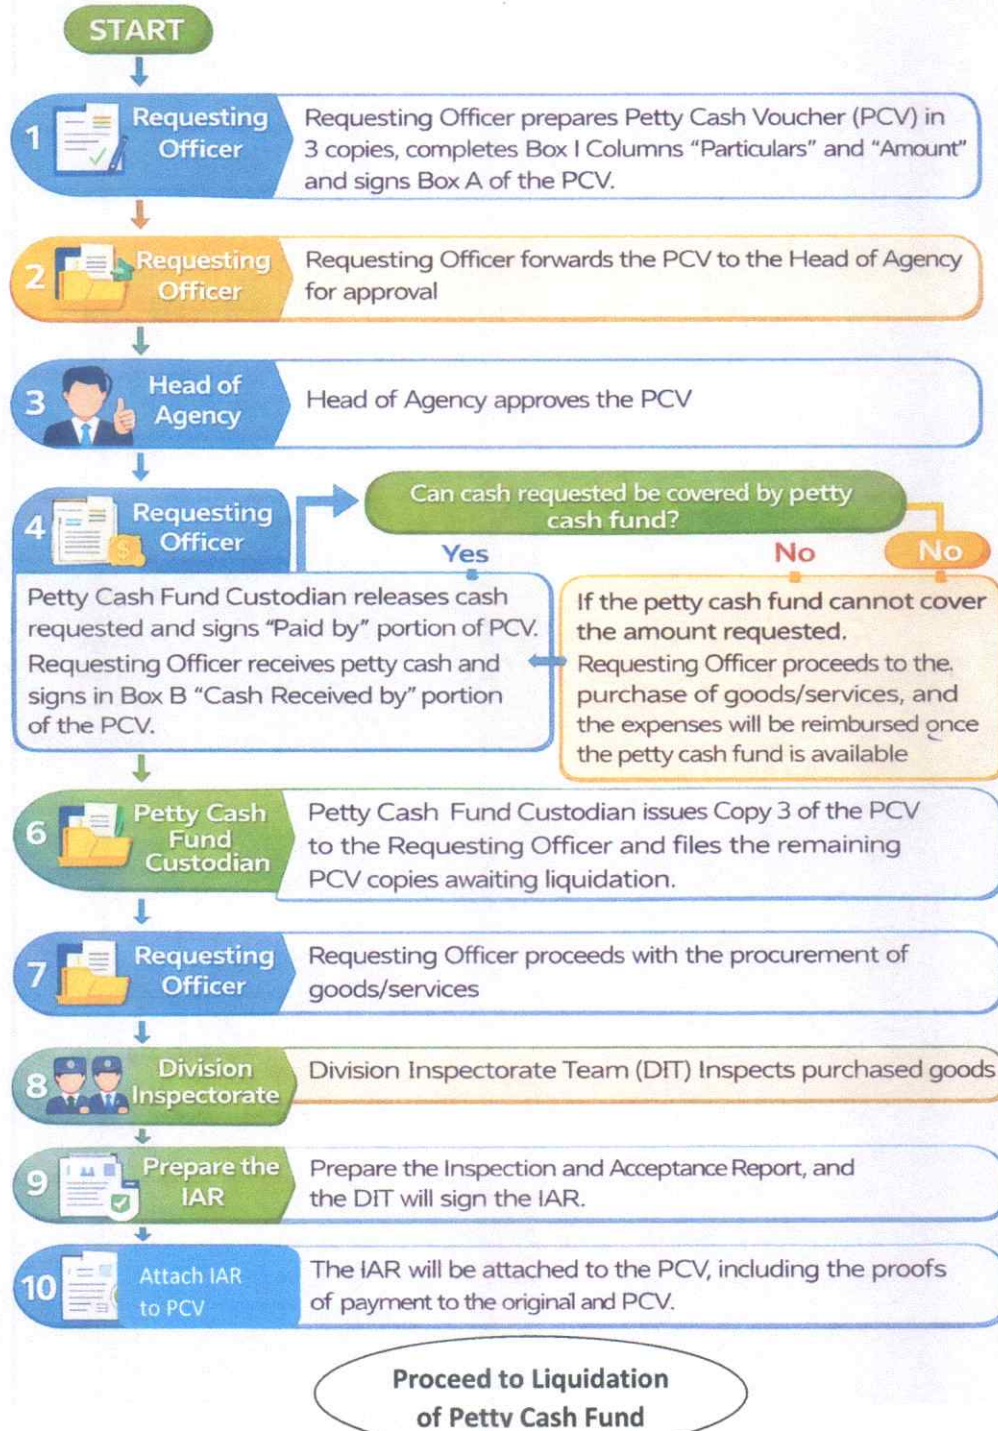 START
1
Requesting
Officer
Requesting Officer prepares Petty Cash Voucher (PCV) in
3 copies, completes Box I Columns “Particulars” and “Amount”
and signs Box A of the PCV.
2
Requesting
Officer
Requesting Officer forwards the PCV to the Head of Agency
for approval
3
Head of
Agency
Head of Agency approves the PCV
4
Requesting
Officer
Can cash requested be covered by petty
cash fund?
Yes
No
No
Petty Cash Fund Custodian releases cash
requested and signs “Paid by” portion of PCV.
Requesting Officer receives petty cash and
signs in Box B “Cash Received by” portion
of the PCV.
If the petty cash fund cannot cover
the amount requested.
Requesting Officer proceeds to the
purchase of goods/services, and
the expenses will be reimbursed once
the petty cash fund is available
6
Petty Cash
Fund
Custodian
Petty Cash Fund Custodian issues Copy 3 of the PCV
to the Requesting Officer and files the remaining
PCV copies awaiting liquidation.
7
Requesting
Officer
Requesting Officer proceeds with the procurement of
goods/services
8
Division
Inspectorate
Division Inspectorate Team (DIT) Inspects purchased goods
9
Prepare the
IAR
Prepare the Inspection and Acceptance Report, and
the DIT will sign the IAR.
10
Attach IAR
to PCV
The IAR will be attached to the PCV, including the proofs
of payment to the original and PCV.
Proceed to Liquidation
of Petty Cash Fund